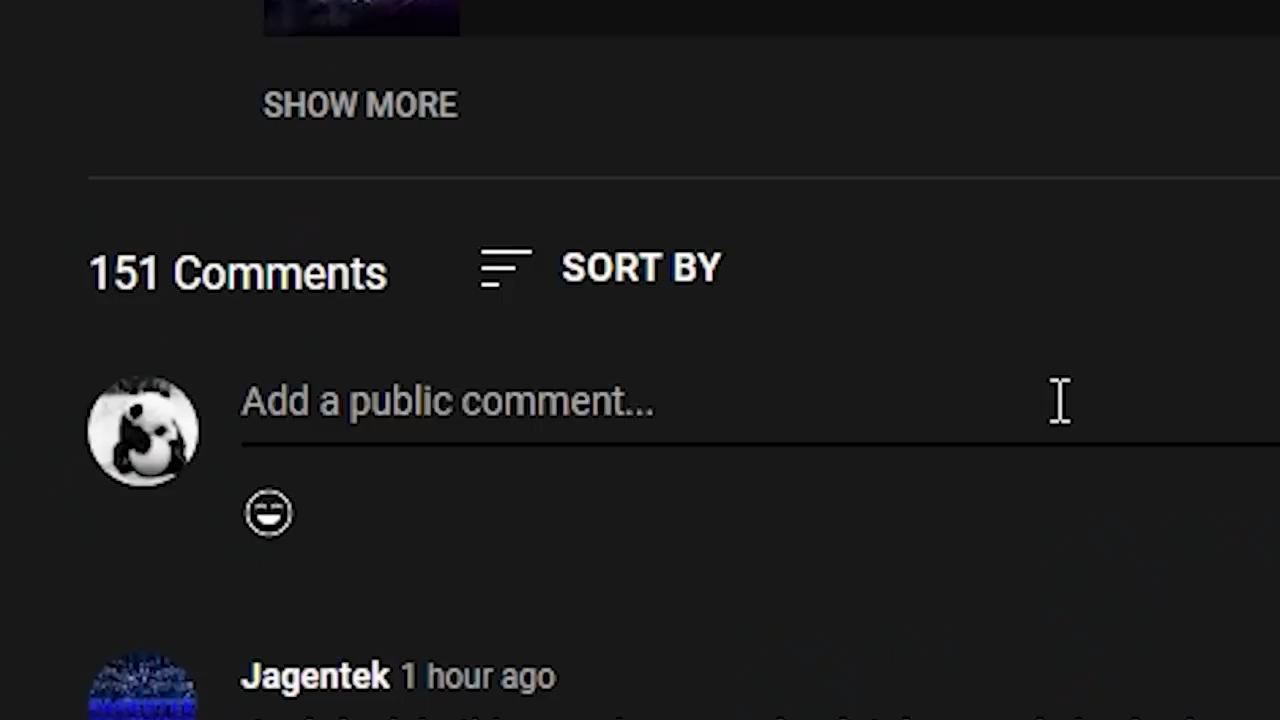 SHOW MORE
151 Comments
SORT BY
Add a public comment...
Jagentek 1 hour ago